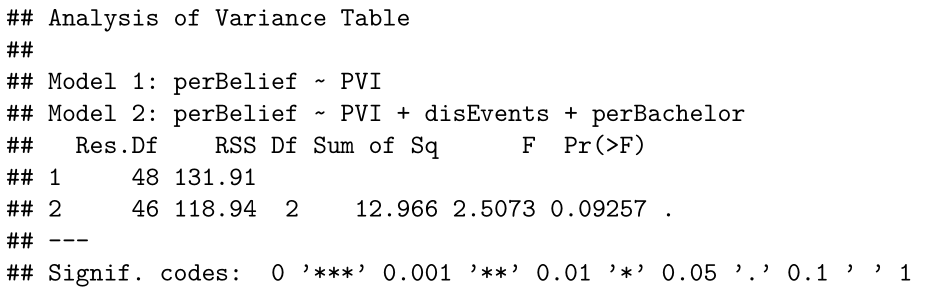 ## Analysis of Variance Table
##
## Model 1: perBelief ~ PVI
## Model 2: perBelief ~ PVI + disEvents + perBachelor
##   Res.Df    RSS Df Sum of Sq      F  Pr(>F)
## 1     48 131.91
## 2     46 118.94  2    12.966 2.5073 0.09257 .
## ---
## Signif. codes:  0 '***' 0.001 '**' 0.01 '*' 0.05 '.' 0.1 ' ' 1